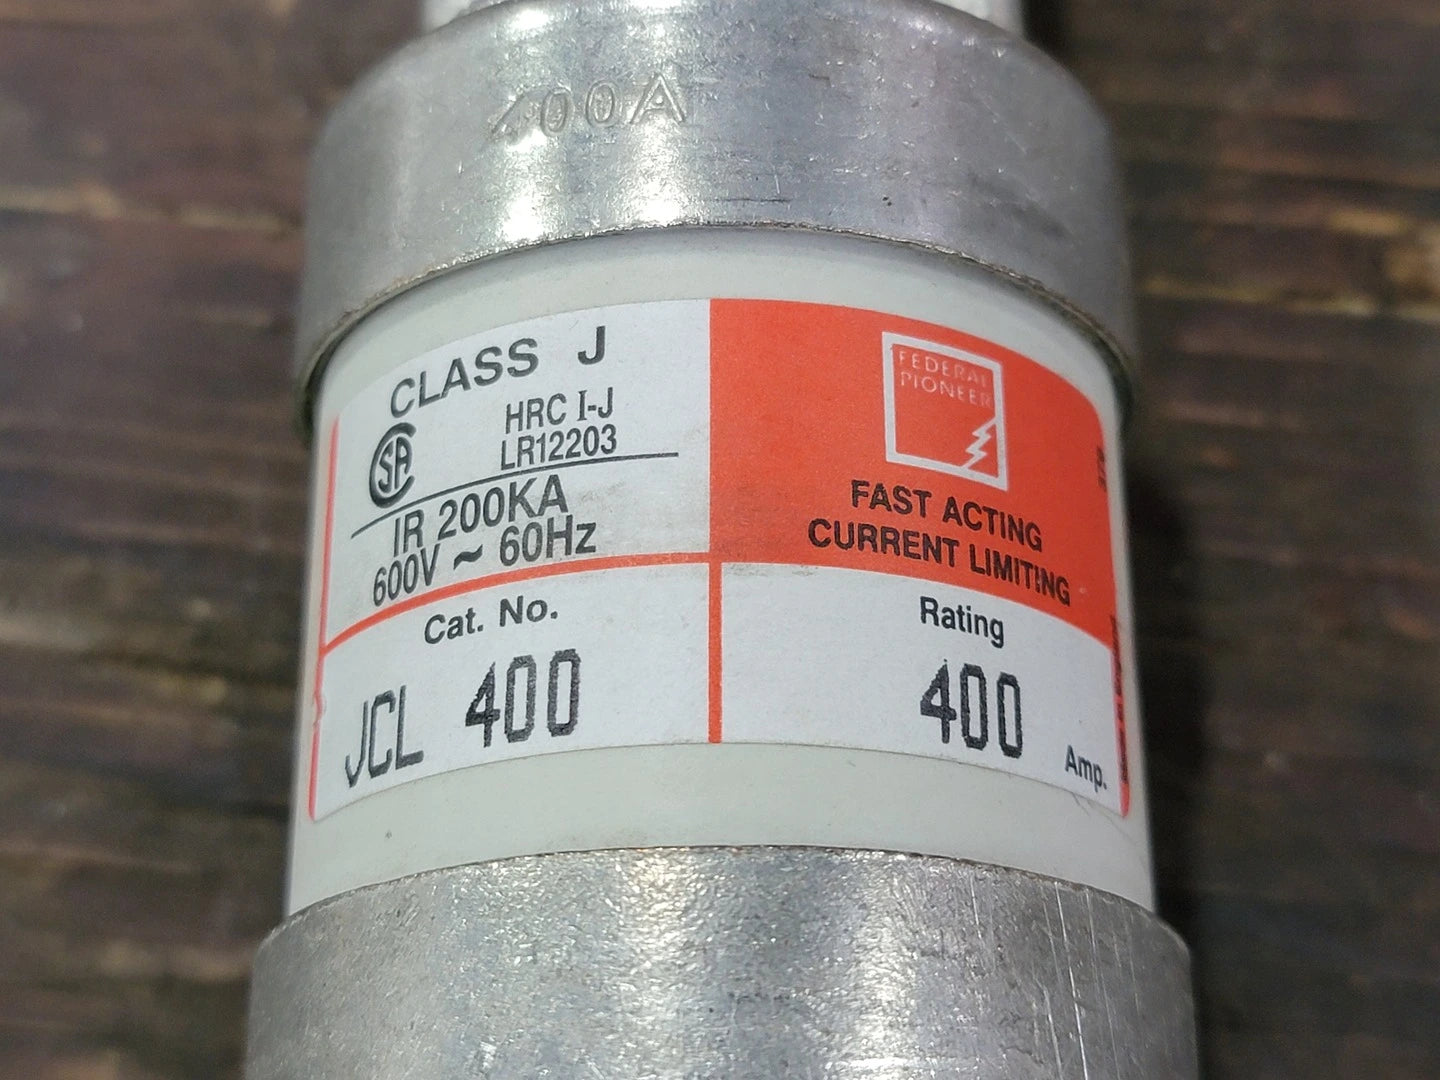 400A
CLASS J
HRC I-J
LR12203
CSA
IR 200KA
600V ~ 60Hz
Cat. No.
JCL 400
FEDERAL
PIONEER
FAST ACTING
CURRENT LIMITING
Rating
400
Amp.